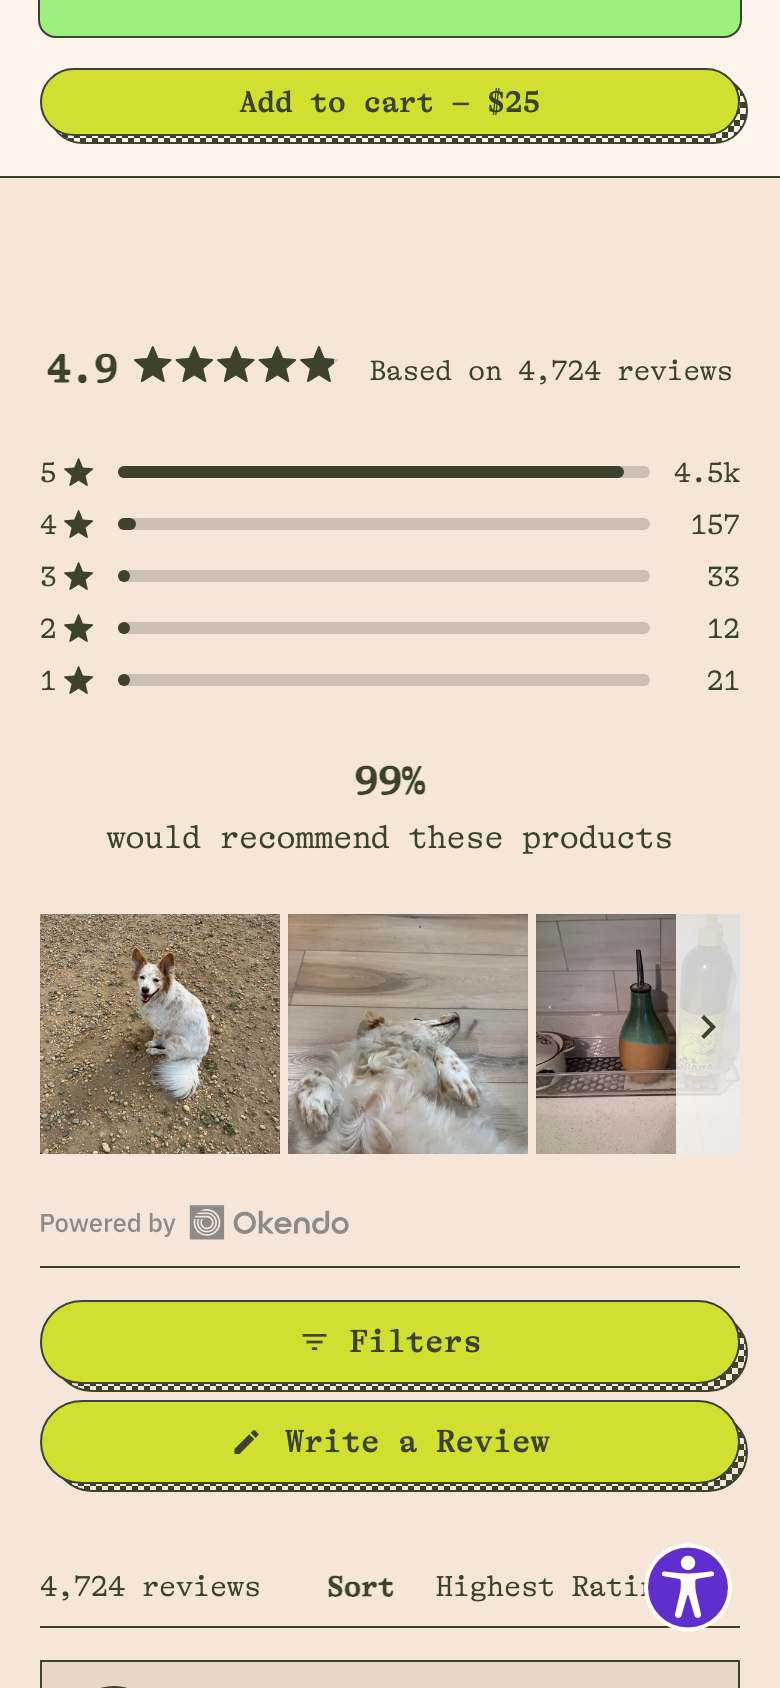 Add to cart — $25
4.9 Based on 4,724 reviews
5 4.5k
4 157
3 33
2 12
1 21
99%
would recommend these products
Powered by Okendo
Filters
Write a Review
4,724 reviews Sort Highest